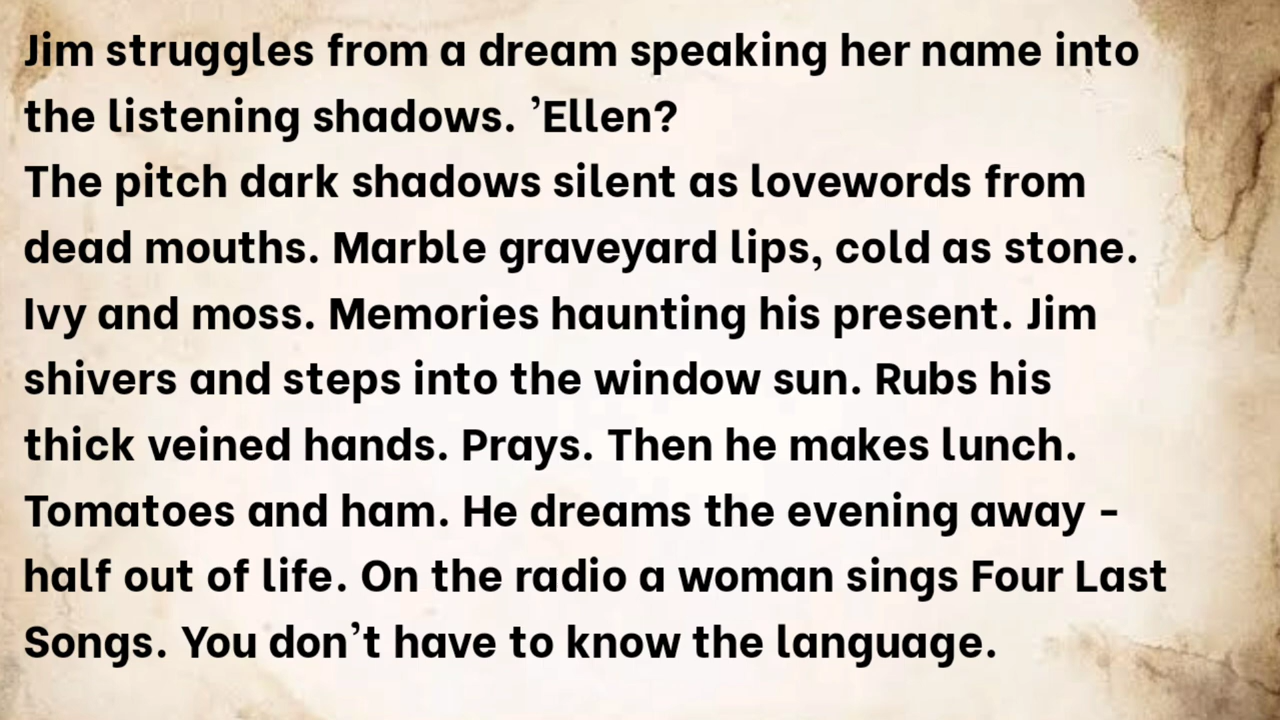 Jim struggles from a dream speaking her name into
the listening shadows. ’Ellen?
The pitch dark shadows silent as lovewords from
dead mouths. Marble graveyard lips, cold as stone.
Ivy and moss. Memories haunting his present. Jim
shivers and steps into the window sun. Rubs his
thick veined hands. Prays. Then he makes lunch.
Tomatoes and ham. He dreams the evening away -
half out of life. On the radio a woman sings Four Last
Songs. You don’t have to know the language.